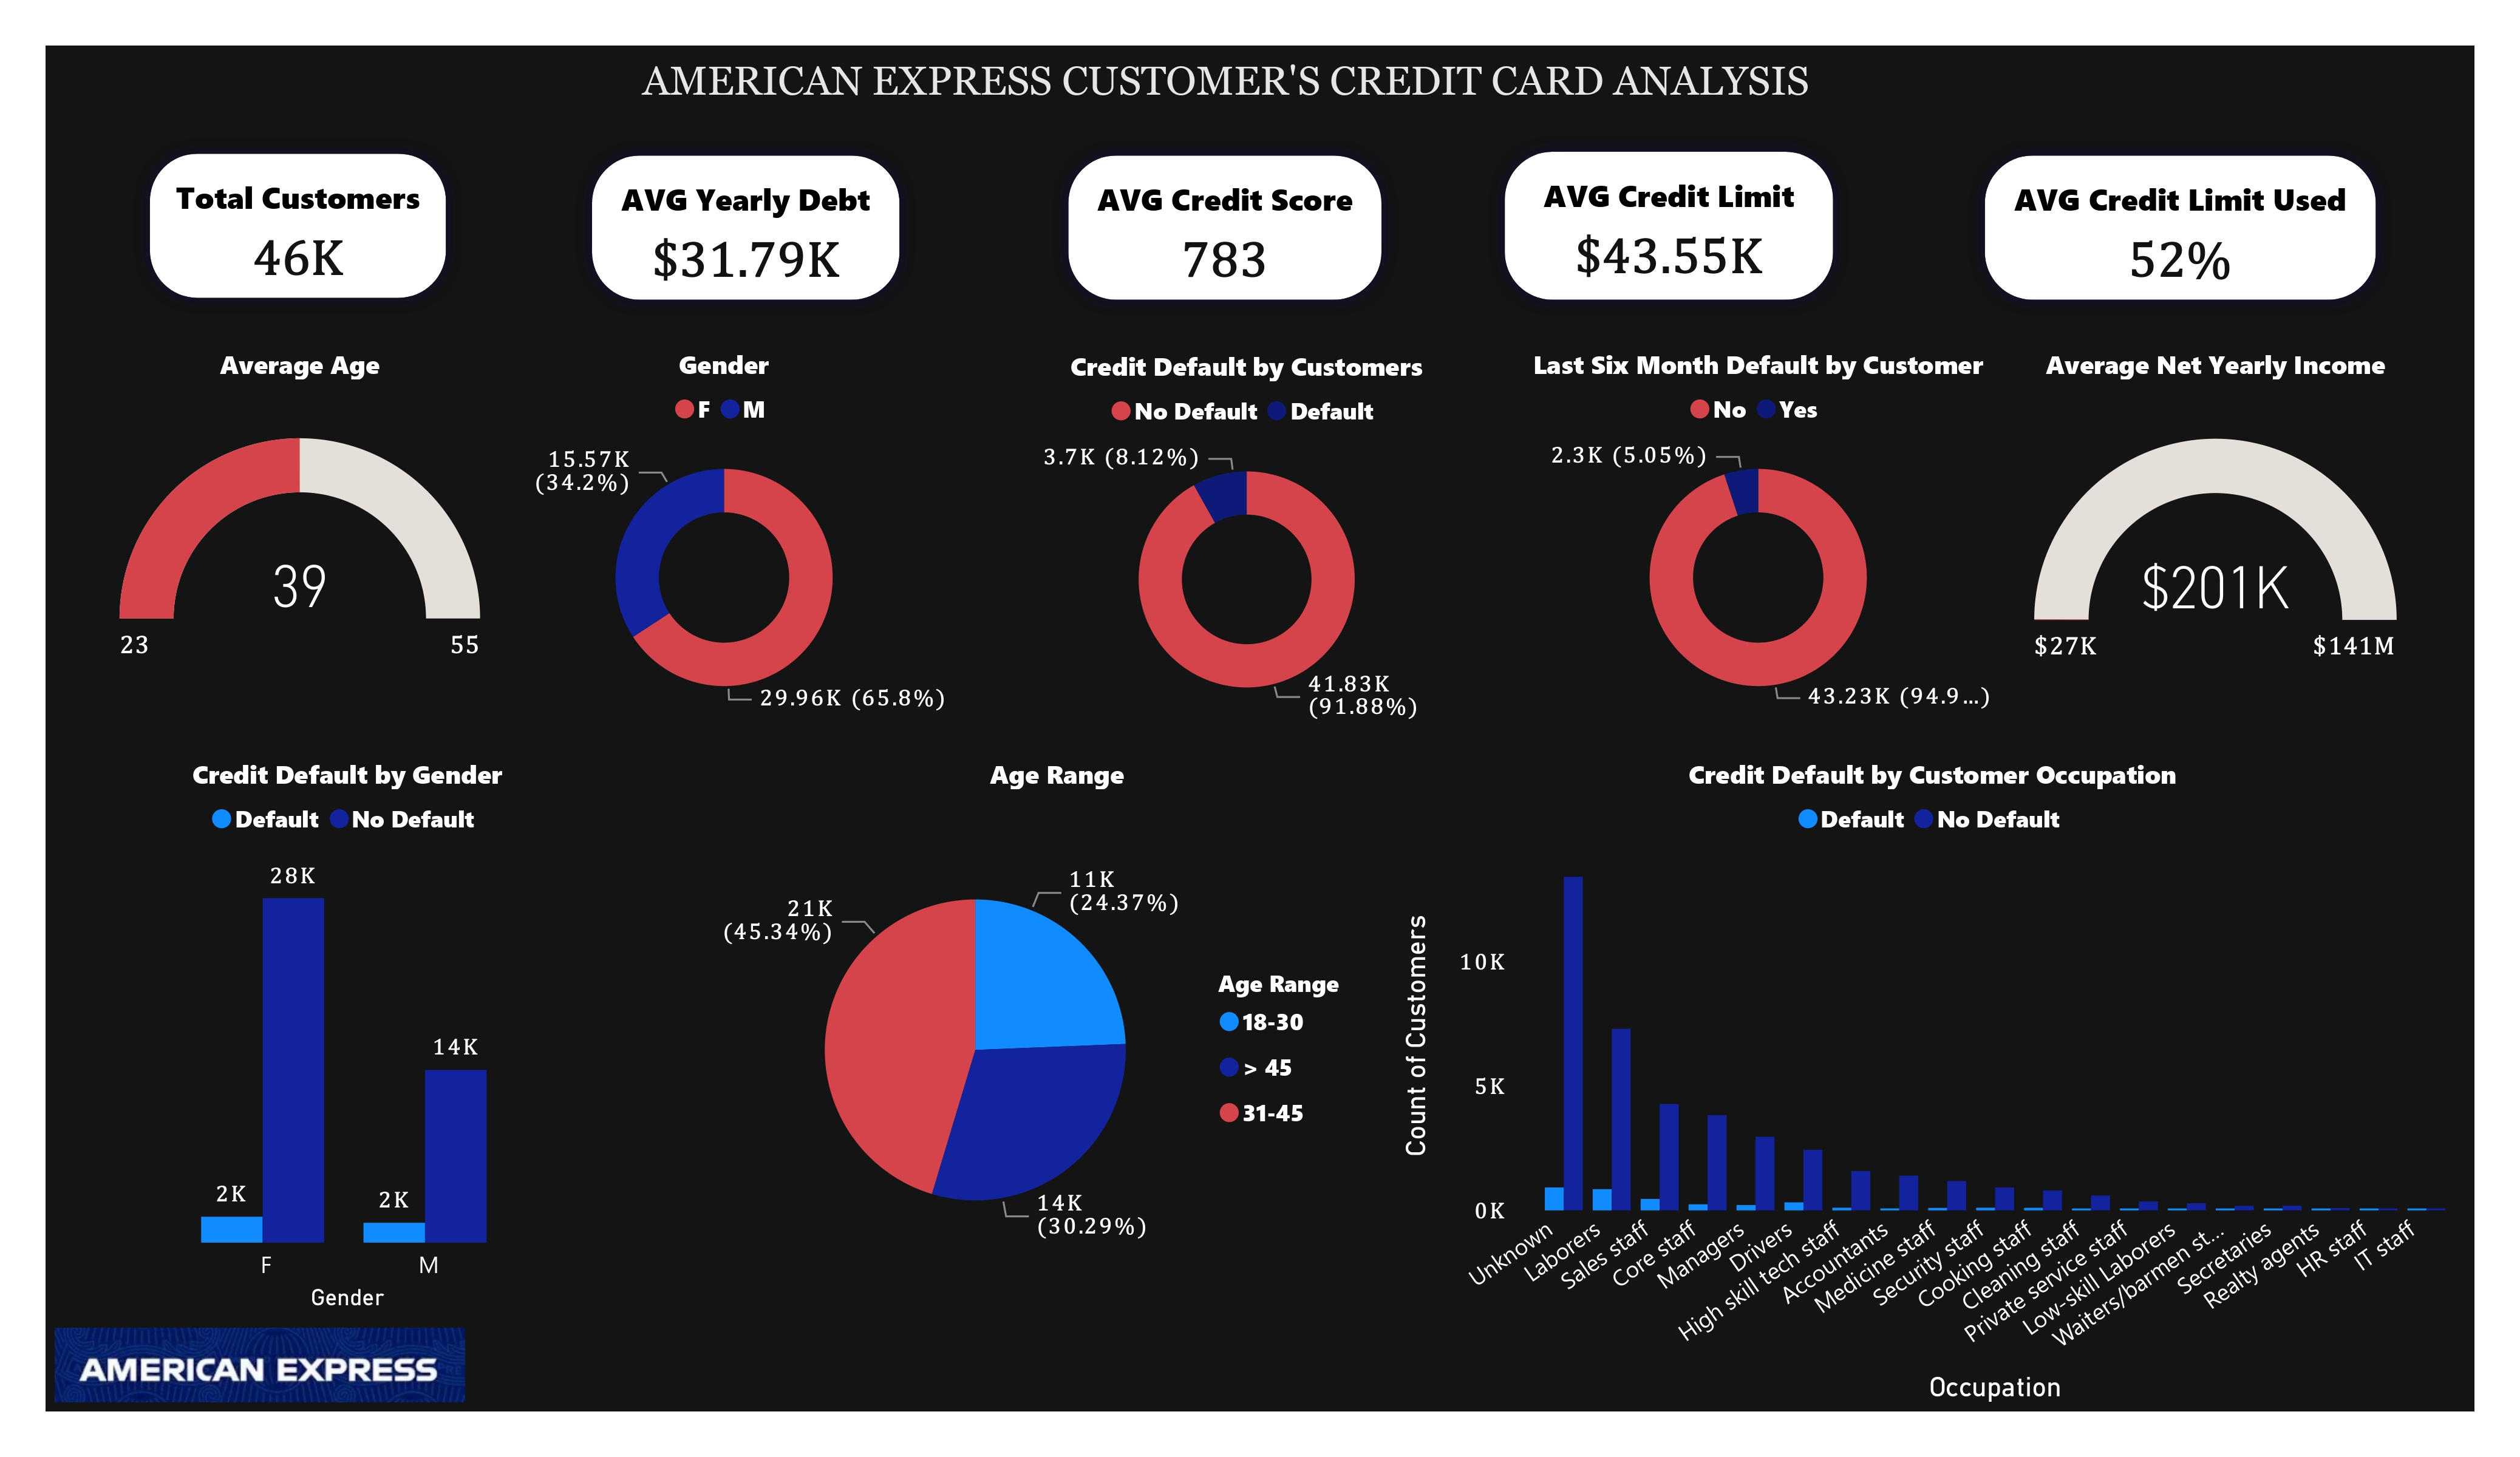 AMERICAN EXPRESS CUSTOMER'S CREDIT CARD ANALYSIS
Total Customers
46K
AVG Yearly Debt
$31.79K
AVG Credit Score
783
AVG Credit Limit
$43.55K
AVG Credit Limit Used
52%
Average Age
39
23
55
Gender
F M
15.57K
(34.2%)
29.96K (65.8%)
Credit Default by Customers
No Default Default
3.7K (8.12%)
41.83K
(91.88%)
Last Six Month Default by Customer
No Yes
2.3K (5.05%)
43.23K (94.9...)
Average Net Yearly Income
$201K
$27K
$141M
Credit Default by Gender
Default No Default
28K
2K
14K
2K
F
M
Gender
Age Range
11K
(24.37%)
21K
(45.34%)
14K
(30.29%)
Age Range
18-30
> 45
31-45
Credit Default by Customer Occupation
Default No Default
Count of Customers
10K
5K
0K
Unknown
Laborers
Sales staff
Core staff
Managers
Drivers
High skill tech staff
Accountants
Medicine staff
Security staff
Cooking staff
Cleaning staff
Private service staff
Low-skill Laborers
Waiters/barmen st...
Secretaries
Realty agents
HR staff
IT staff
Occupation
AMERICAN EXPRESS